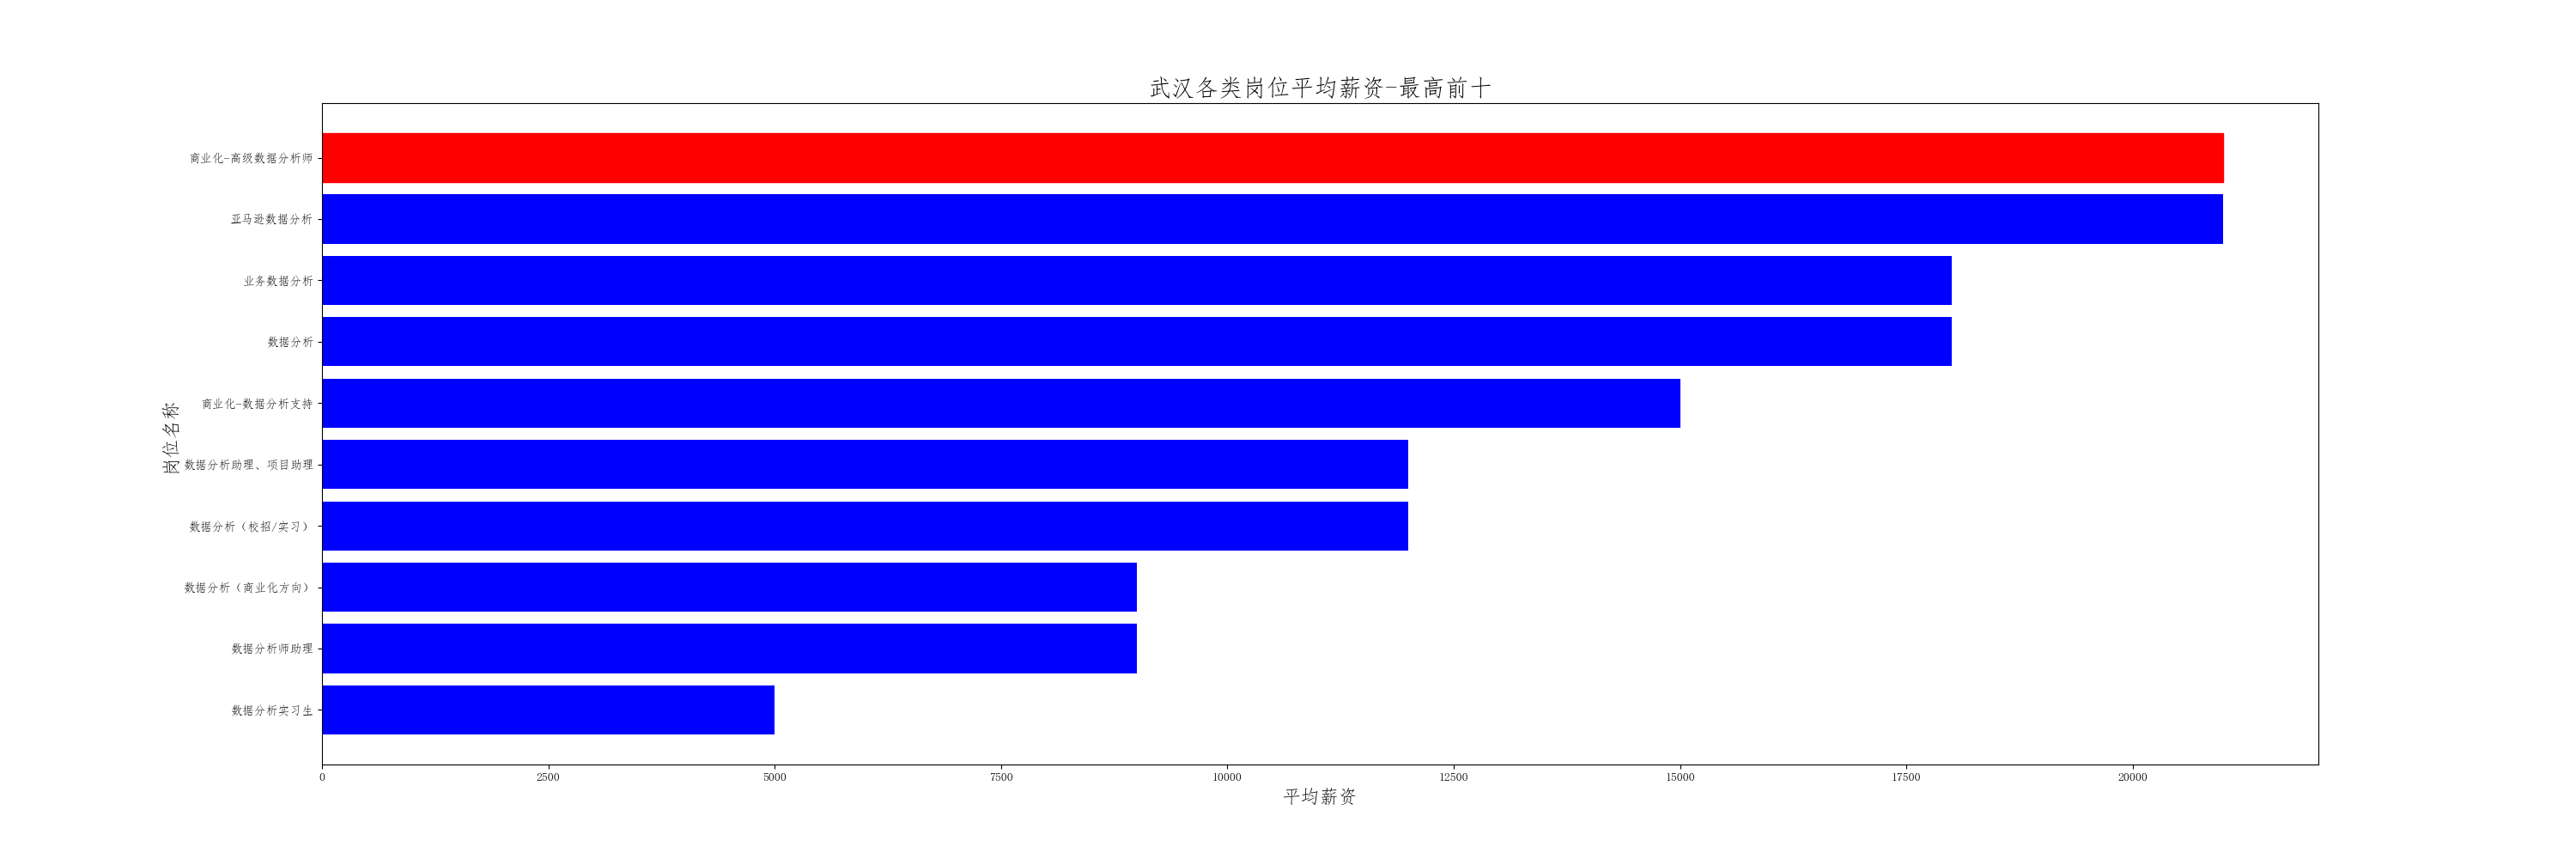 武汉各类岗位平均薪资-最高前十
商业化-高级数据分析师
亚马逊数据分析
业务数据分析
数据分析
商业化-数据分析支持
数据分析助理、项目助理
数据分析（校招/实习）
数据分析（商业化方向）
数据分析师助理
数据分析实习生
岗位名称
0 2500 5000 7500 10000 12500 15000 17500 20000
平均薪资